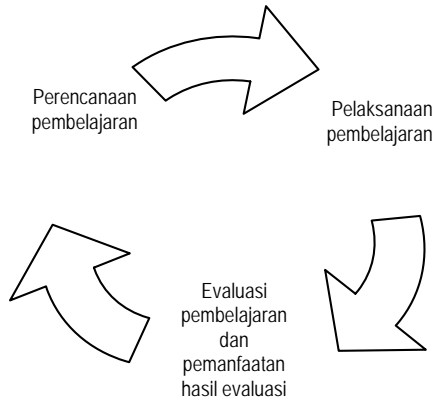 Perencanaan
pembelajaran
Pelaksanaan
pembelajaran
Evaluasi
pembelajaran
dan
pemanfaatan
hasil evaluasi